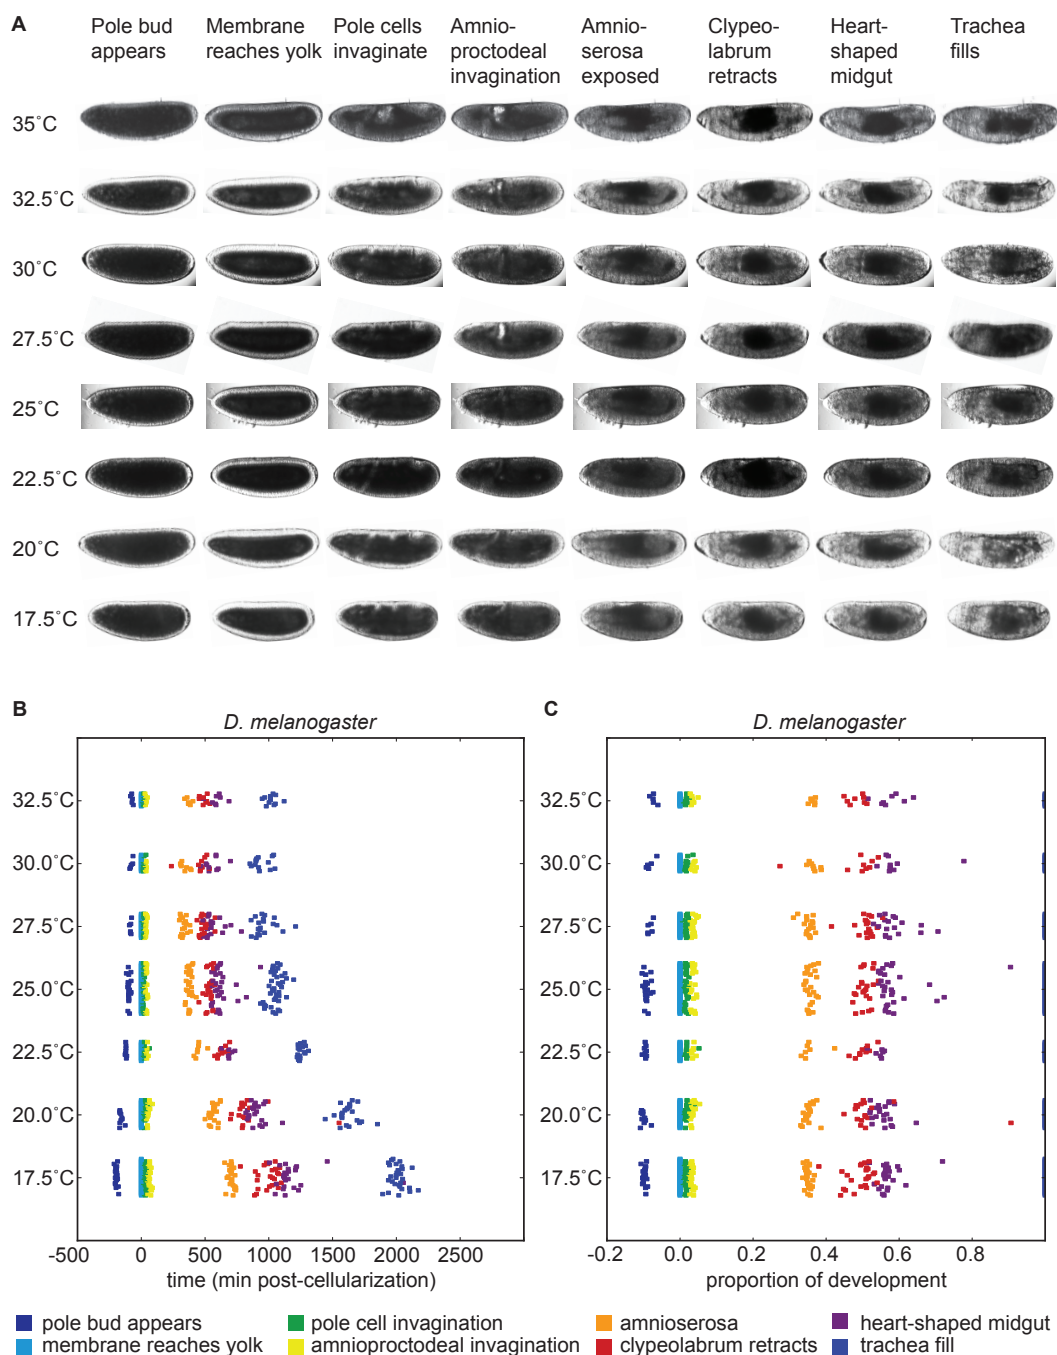 A
Pole bud
appears
Membrane
reaches yolk
Pole cells
invaginate
Amnio-
proctodeal
invagination
Amnio-
serosa
exposed
Clypeo-
labrum
retracts
Heart-
shaped
midgut
Trachea
fills
35˚C
32.5˚C
30˚C
27.5˚C
25˚C
22.5˚C
20˚C
17.5˚C
B
D. melanogaster
32.5˚C
30.0˚C
27.5˚C
25.0˚C
22.5˚C
20.0˚C
17.5˚C
-500 0 500 1000 1500 2000 2500
time (min post-cellularization)
C
D. melanogaster
32.5˚C
30.0˚C
27.5˚C
25.0˚C
22.5˚C
20.0˚C
17.5˚C
-0.2 0.0 0.2 0.4 0.6 0.8
proportion of development
pole bud appears
membrane reaches yolk
pole cell invagination
amnioproctodeal invagination
amnioserosa
clypeolabrum retracts
heart-shaped midgut
trachea fill